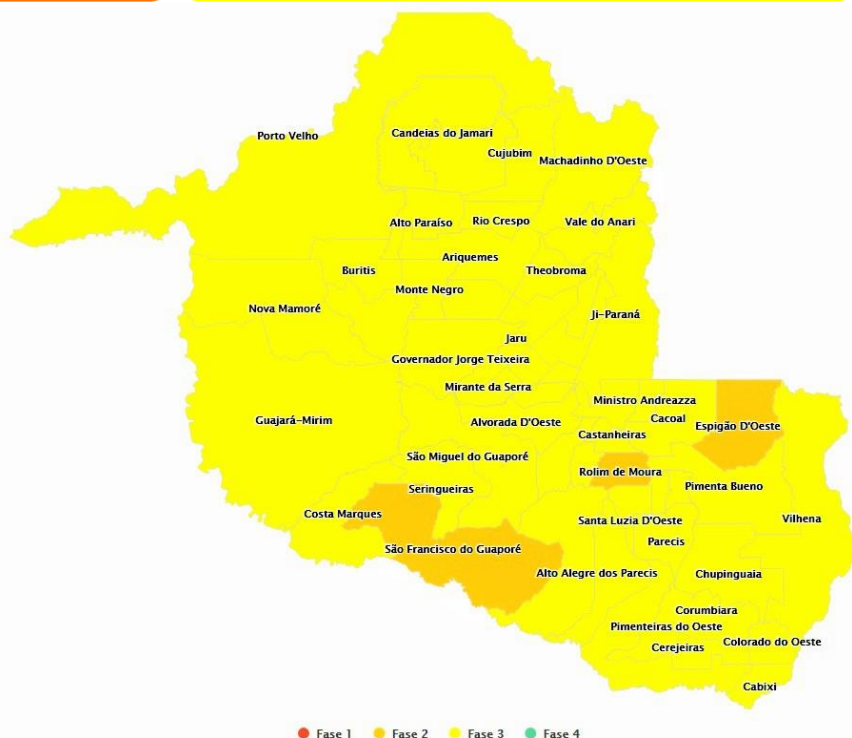 Porto Velho
Candeias do Jamari
Cujubim
Machadinho D'Oeste
Alto Paraíso
Rio Crespo
Vale do Anari
Ariquemes
Buritis
Theobroma
Monte Negro
Nova Mamoré
Ji-Paraná
Jaru
Governador Jorge Teixeira
Mirante da Serra
Ministro Andreazza
Guajará-Mirim
Alvorada D'Oeste
Cacoal
Espigão D'Oeste
Castanheiras
São Miguel do Guaporé
Rolim de Moura
Seringueiras
Pimenta Bueno
Costa Marques
Santa Luzia D'Oeste
Vilhena
Parecis
São Francisco do Guaporé
Alto Alegre dos Parecis
Chupinguaia
Corumbiara
Pimenteiras do Oeste
Colorado do Oeste
Cerejeiras
Cabixi
Fase 1 Fase 2 Fase 3 Fase 4